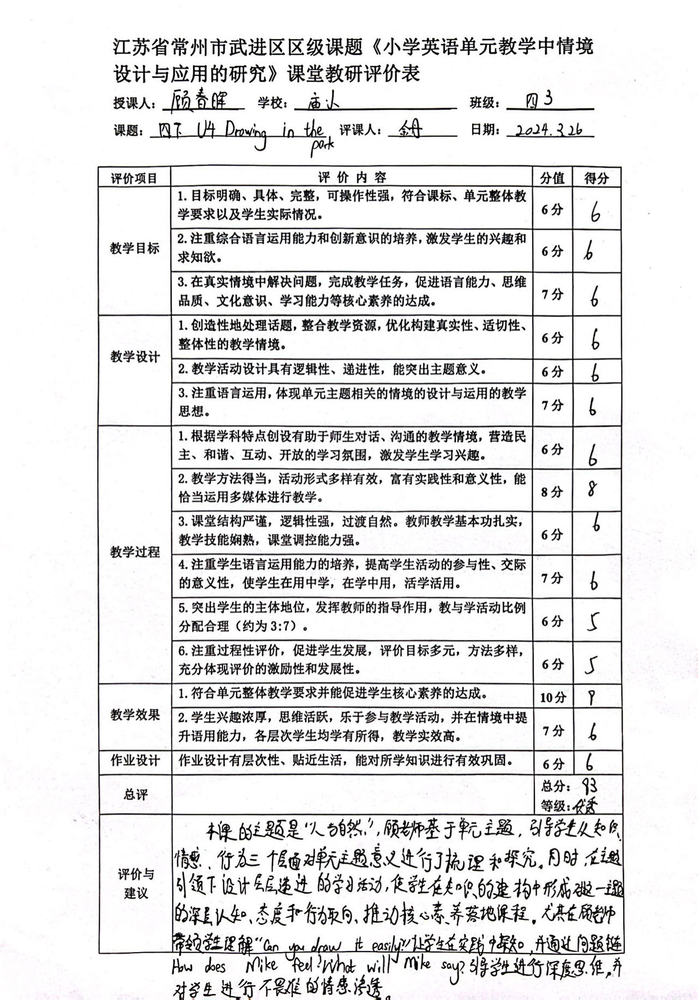 江苏省常州市武进区区级课题《小学英语单元教学中情境
设计与应用的研究》课堂教研评价表
授课人：顾春晖 学校：庙小 班级：四3
课题：四下 U4 Drawing in the park 评课人：金丹 日期：2024.3.26
评价项目 评 价 内 容 分值 得分
教学目标
1.目标明确、具体、完整，可操作性强，符合课标、单元整体教
学要求以及学生实际情况。
6分 6
2.注重综合语言运用能力和创新意识的培养，激发学生的兴趣和
求知欲。
6分 6
3.在真实情境中解决问题，完成教学任务，促进语言能力、思维
品质、文化意识、学习能力等核心素养的达成。
7分 6
教学设计
1.创造性地处理话题，整合教学资源，优化构建真实性、适切性、
整体性的教学情境。
6分 6
2.教学活动设计具有逻辑性、递进性，能突出主题意义。
6分 6
3.注重语言运用，体现单元主题相关的情境的设计与运用的教学
思想。
7分 6
教学过程
1.根据学科特点创设有助于师生对话、沟通的教学情境，营造民
主、和谐、互动、开放的学习氛围，激发学生学习兴趣。
6分 6
2.教学方法得当，活动形式多样有效，富有实践性和意义性，能
恰当运用多媒体进行教学。
8分 8
3.课堂结构严谨，逻辑性强，过渡自然。教师教学基本功扎实，
教学技能娴熟，课堂调控能力强。
6分 6
4.注重学生语言运用能力的培养，提高学生活动的参与性、交际
的意义性，使学生在用中学，在学中用，活学活用。
7分 6
5.突出学生的主体地位，发挥教师的指导作用，教与学活动比例
分配合理（约为3:7）。
6分 5
6.注重过程性评价，促进学生发展，评价目标多元，方法多样，
充分体现评价的激励性和发展性。
6分 5
教学效果
1.符合单元整体教学要求并能促进学生核心素养的达成。
10分 9
2.学生兴趣浓厚，思维活跃，乐于参与教学活动，并在情境中提
升语用能力，各层次学生均学有所得，教学实效高。
7分 6
作业设计 作业设计有层次性、贴近生活，能对所学知识进行有效巩固。 6分 6
总评
总分：93
等级：优秀
评价与
建议
本课的主题是“人与自然”，顾老师基于单元主题，引导学生从知识、
情感、行为三个层面对单元主题意义进行了梳理和探究。同时，在主题
引领下设计层层递进的学习活动，使学生在知识的建构中形成对这一主题
的深层认知、态度和行为取向，推动核心素养落地课程。尤其在顾老师
带领学生理解“Can you draw it easily?”让学生在实践中探知，并通过问题链
How does Mike feel? What will Mike say? 引导学生进行深度思维，并
对学生进行不畏难的情感渗透。